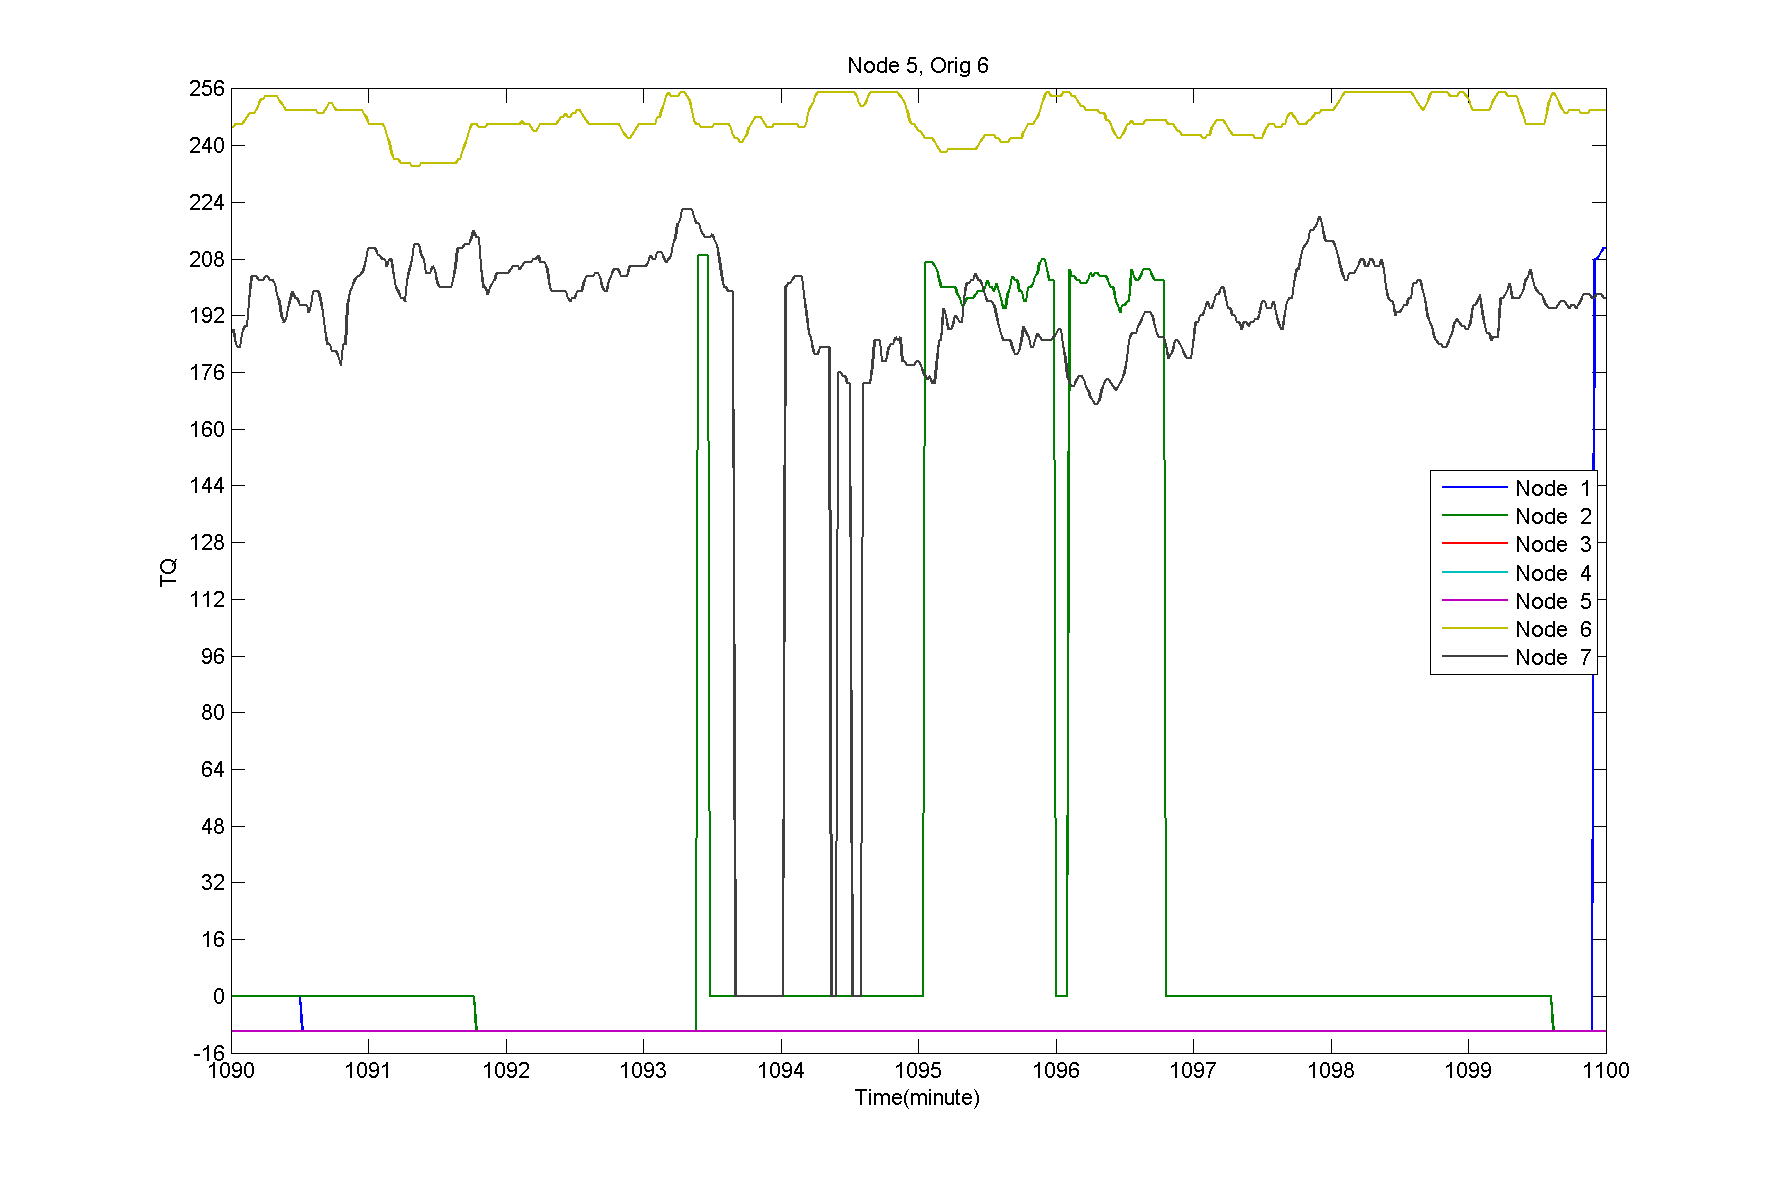 Node 5, Orig 6
256
240
224
208
192
176
160
144
128
112
96
80
64
48
32
16
0
-16
TQ
Node 1
Node 2
Node 3
Node 4
Node 5
Node 6
Node 7
1090 1091 1092 1093 1094 1095 1096 1097 1098 1099 1100
Time(minute)